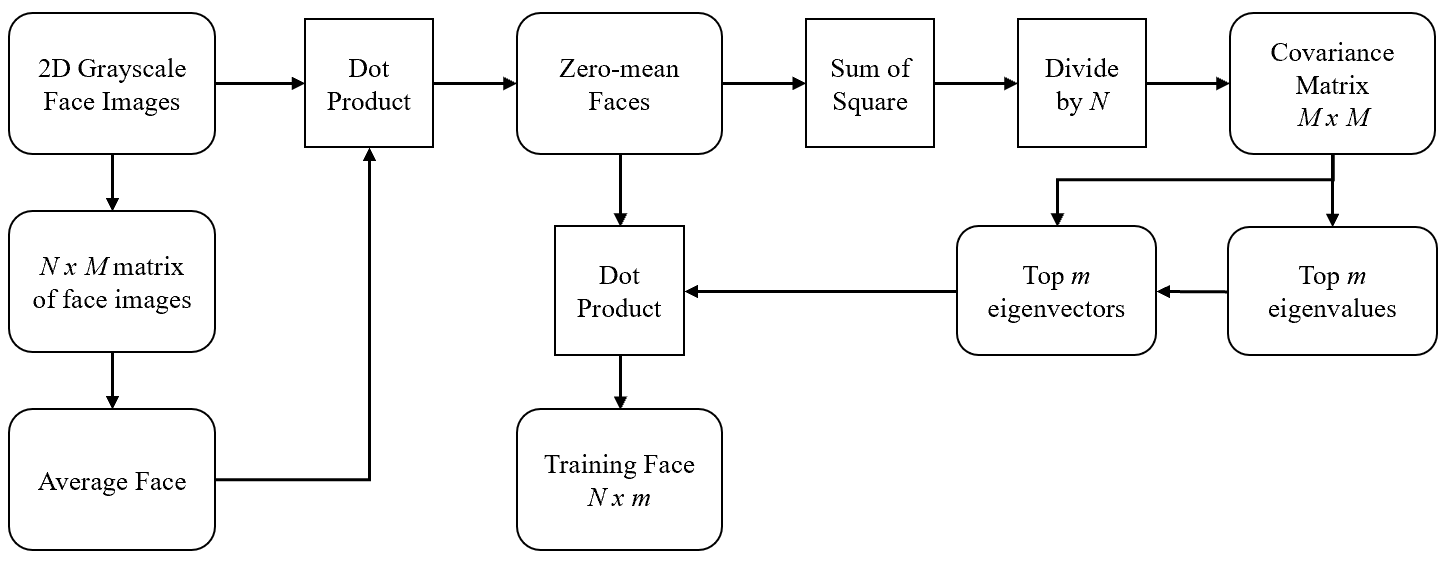 2D Grayscale
Face Images
Dot
Product
Zero-mean
Faces
Sum of
Square
Divide
by N
Covariance
Matrix
M x M
N x M matrix
of face images
Dot
Product
Top m
eigenvectors
Top m
eigenvalues
Average Face
Training Face
N x m